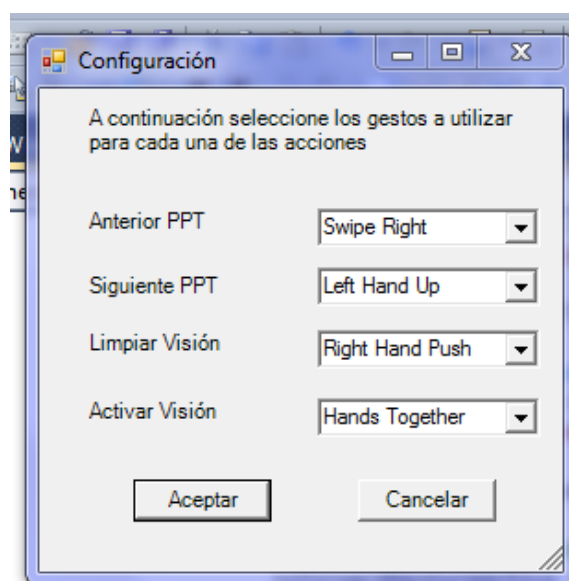 Configuración
A continuación seleccione los gestos a utilizar
para cada una de las acciones
Anterior PPT
Swipe Right
Siguiente PPT
Left Hand Up
Limpiar Visión
Right Hand Push
Activar Visión
Hands Together
Aceptar
Cancelar